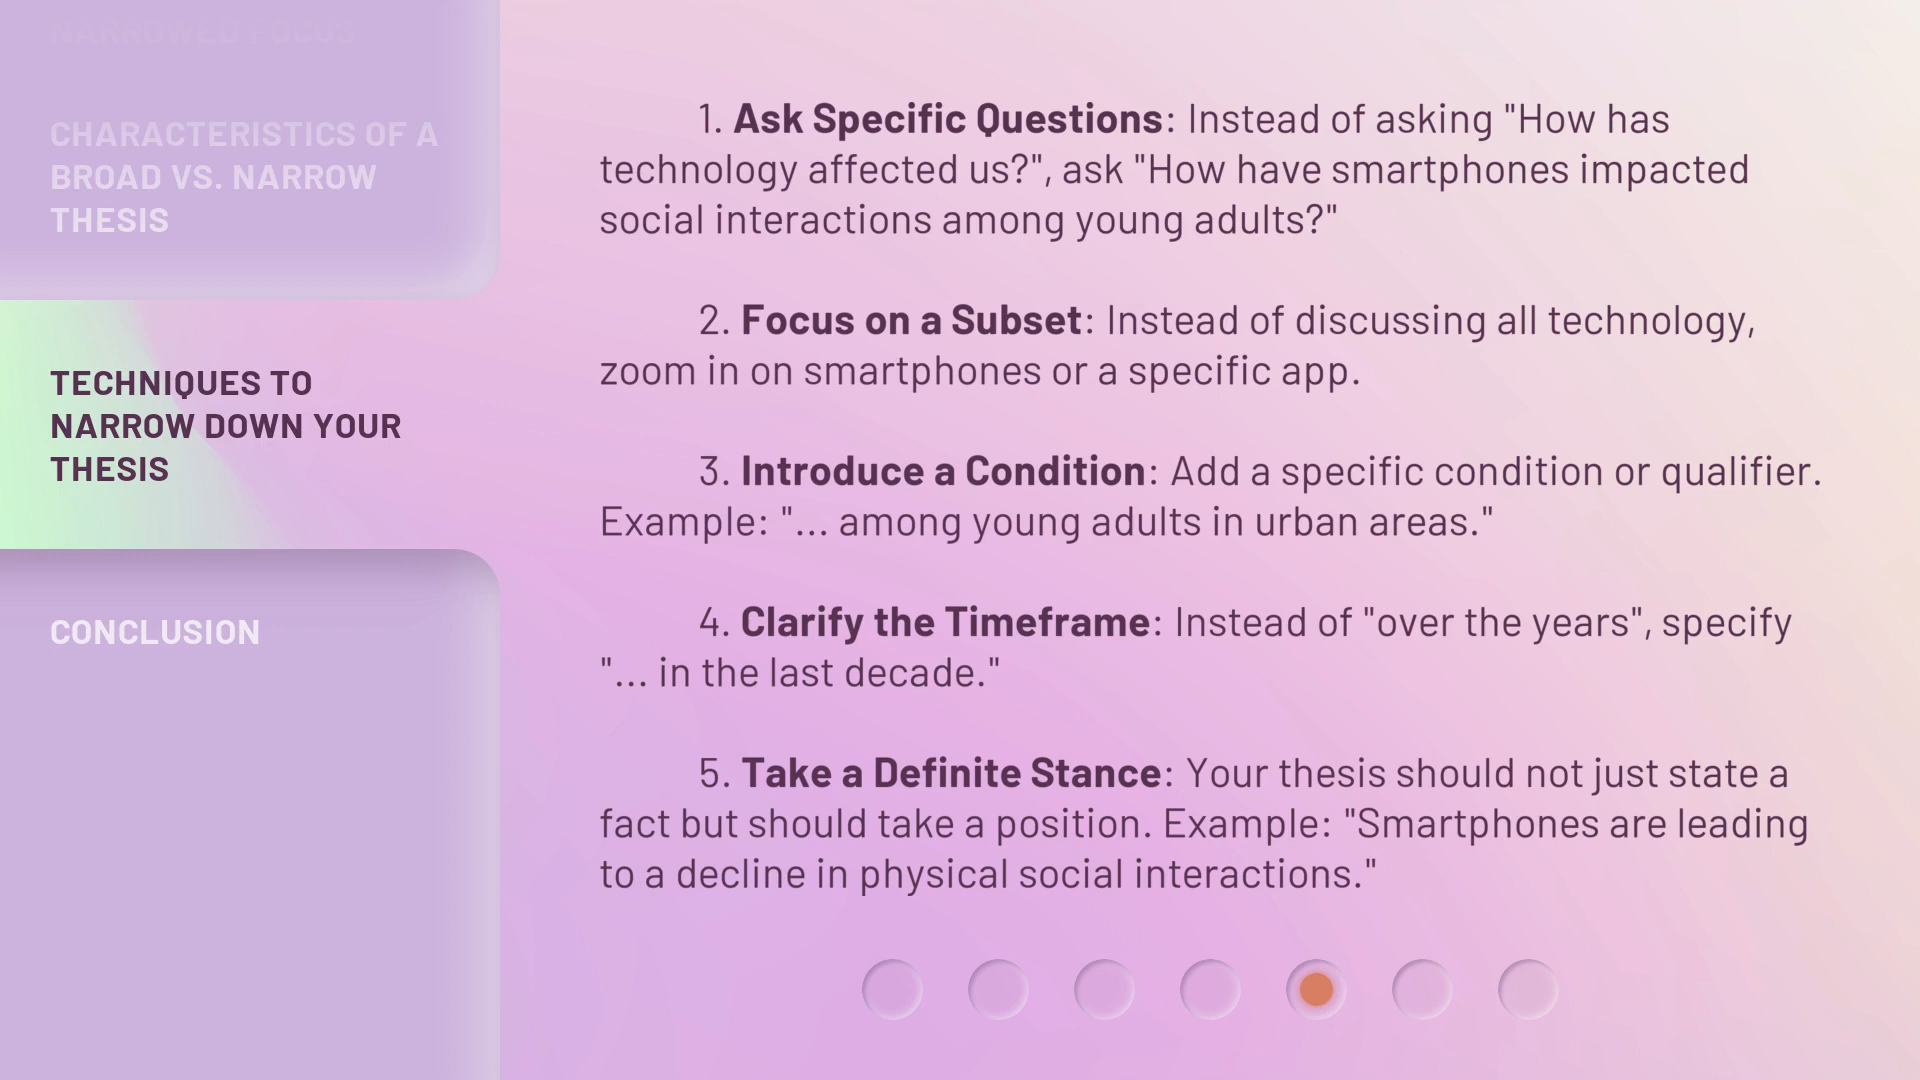 NARROWED FOCUS
CHARACTERISTICS OF A
BROAD VS. NARROW
THESIS
TECHNIQUES TO
NARROW DOWN YOUR
THESIS
CONCLUSION
1. Ask Specific Questions: Instead of asking "How has
technology affected us?", ask "How have smartphones impacted
social interactions among young adults?"
2. Focus on a Subset: Instead of discussing all technology,
zoom in on smartphones or a specific app.
3. Introduce a Condition: Add a specific condition or qualifier.
Example: "... among young adults in urban areas."
4. Clarify the Timeframe: Instead of "over the years", specify
"... in the last decade."
5. Take a Definite Stance: Your thesis should not just state a
fact but should take a position. Example: "Smartphones are leading
to a decline in physical social interactions."